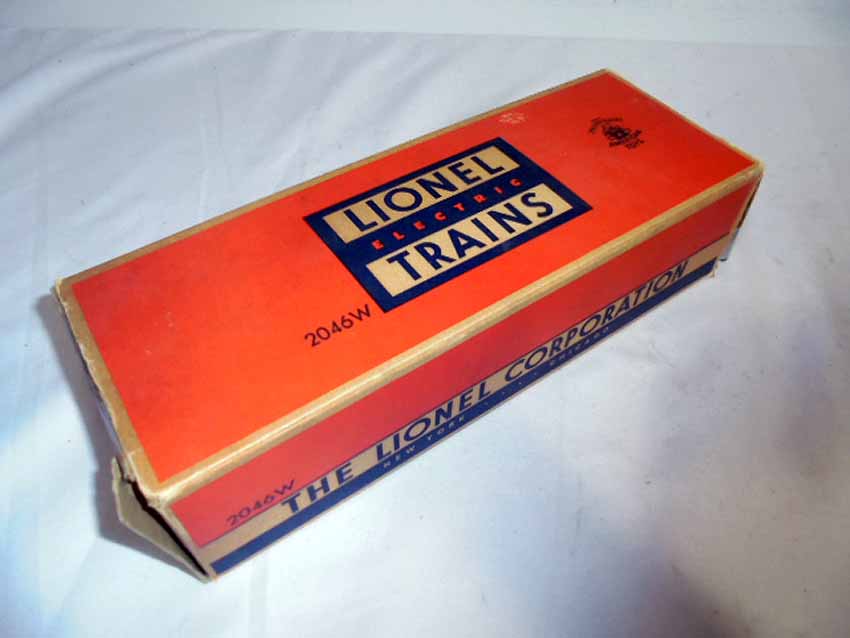 LIONEL
ELECTRIC
TRAINS
2046W
2046W
THE LIONEL CORPORATION
NEW YORK . . . . CHICAGO